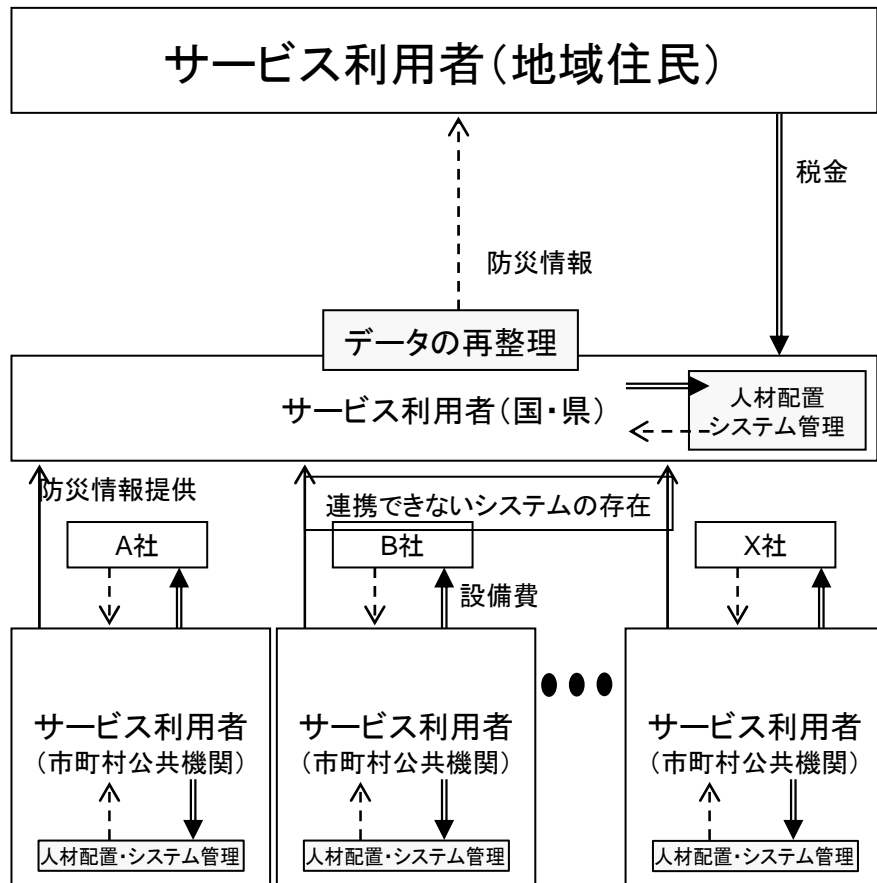 サービス利用者(地域住民)
税金
防災情報
データの再整理
サービス利用者(国・県)
人材配置
システム管理
防災情報提供
連携できないシステムの存在
A社
B社
X社
設備費
サービス利用者
(市町村公共機関)
人材配置・システム管理
サービス利用者
(市町村公共機関)
人材配置・システム管理
サービス利用者
(市町村公共機関)
人材配置・システム管理